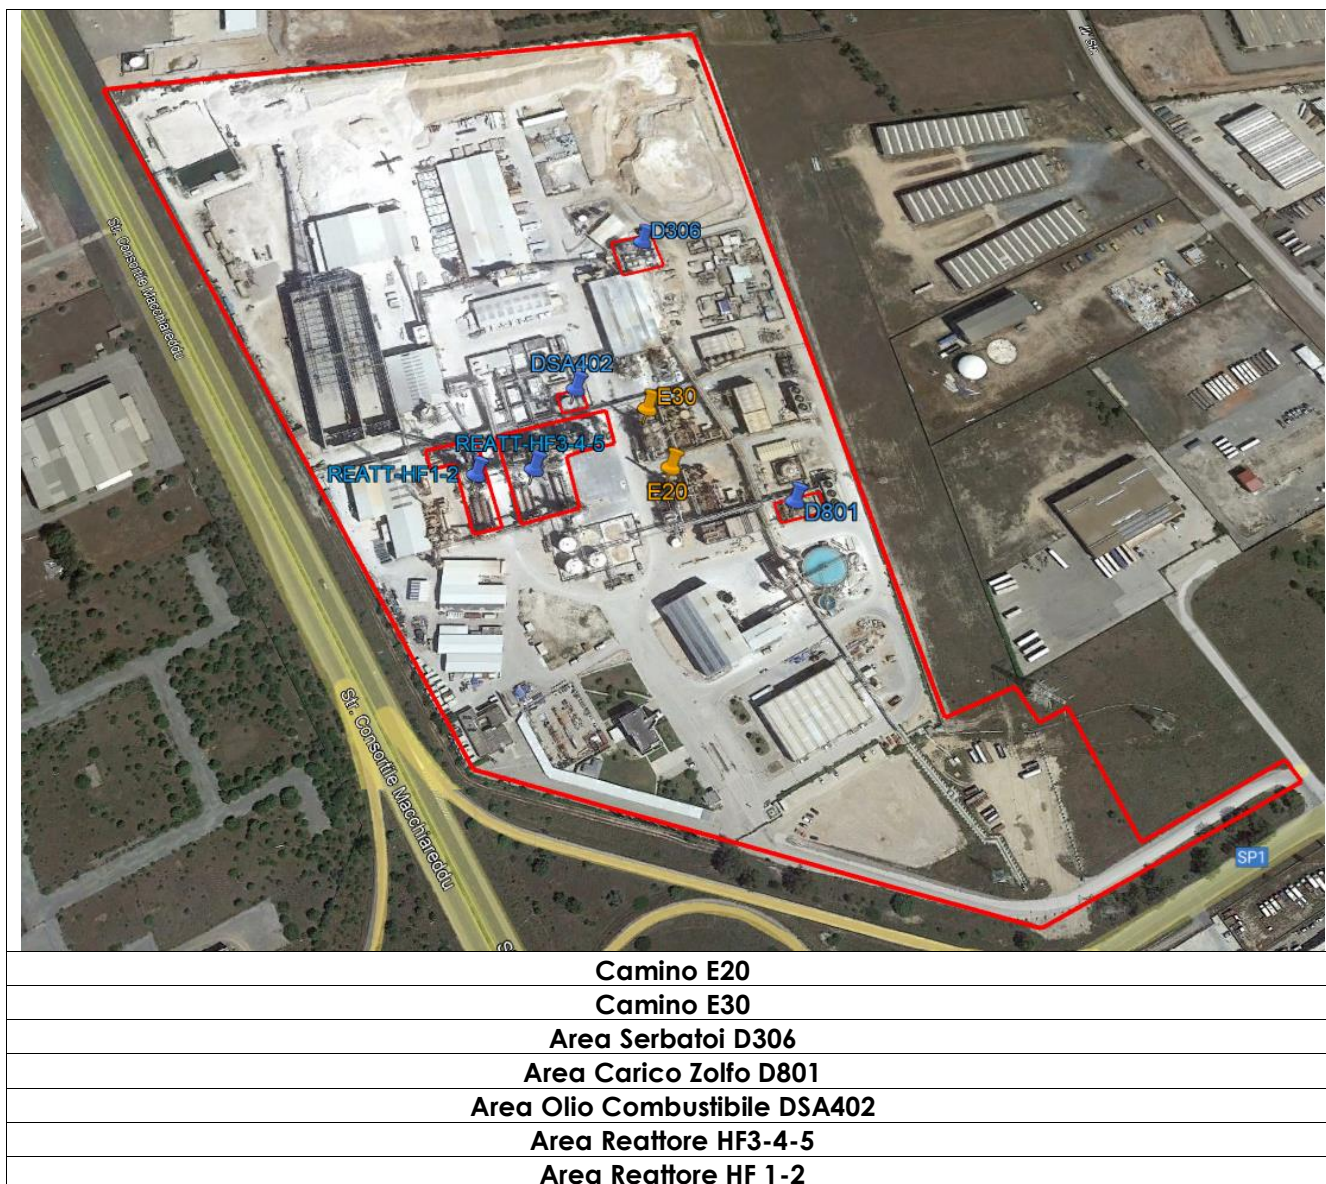 Str. Consortile Macchiareddu
D306
DSA402
E30
REATT-HF3-4-5
REATT-HF1-2
E20
D801
Str. Consortile Macchiareddu
SP1
Camino E20
Camino E30
Area Serbatoi D306
Area Carico Zolfo D801
Area Olio Combustibile DSA402
Area Reattore HF3-4-5
Area Reattore HF 1-2